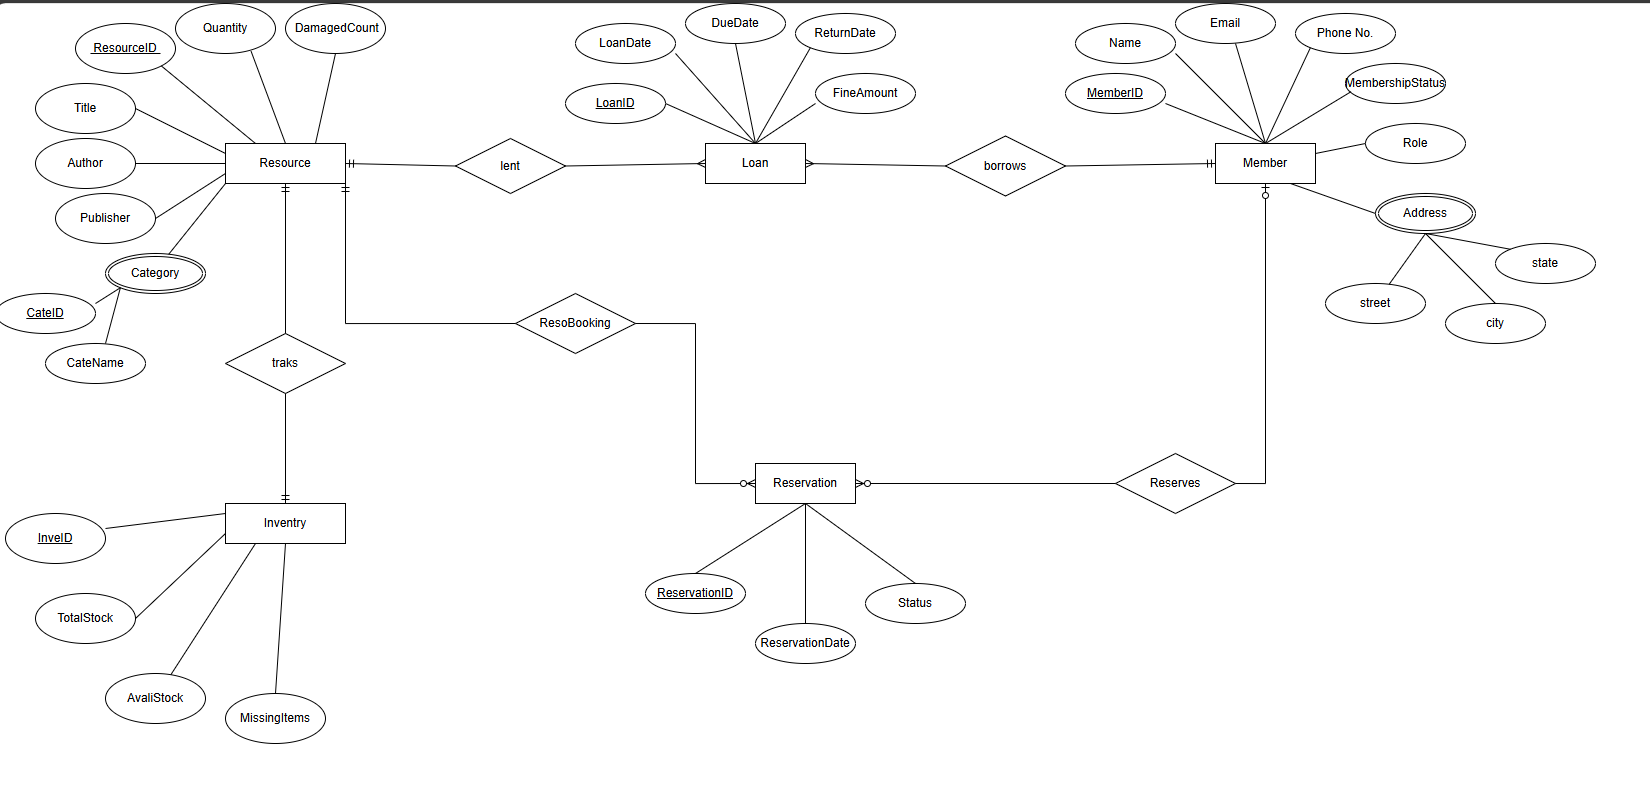 ResourceID
Quantity
DamagedCount
Title
Author
Publisher
Category
CateID
CateName
Resource
lent
LoanDate
DueDate
ReturnDate
LoanID
FineAmount
Loan
borrows
Name
Email
Phone No.
MemberID
MembershipStatus
Role
Member
Address
street
city
state
traks
ResoBooking
Reservation
Reserves
ReservationID
ReservationDate
Status
Inventry
InveID
TotalStock
AvaliStock
MissingItems